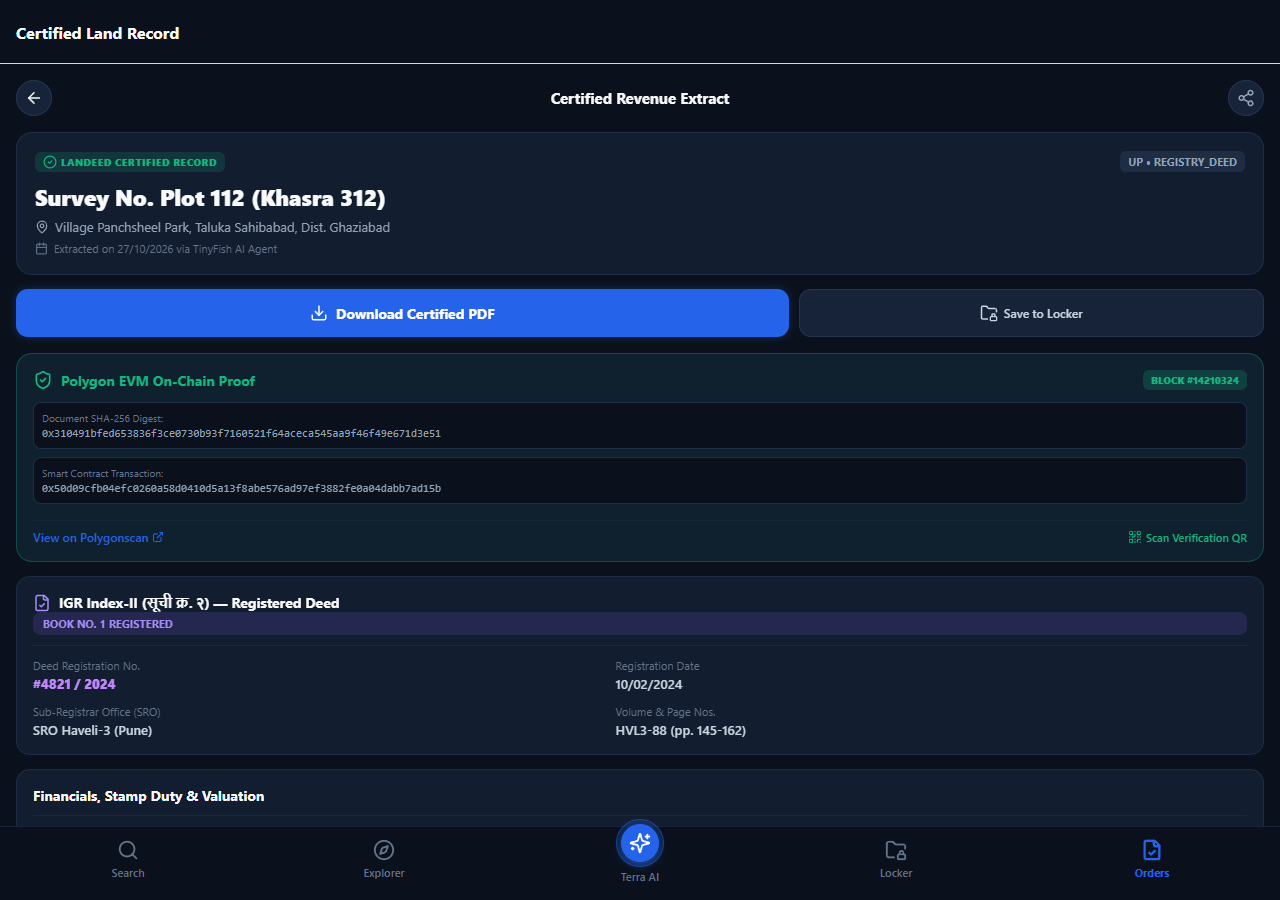 Certified Land Record
Certified Revenue Extract
LANDEED CERTIFIED RECORD
UP • REGISTRY_DEED
Survey No. Plot 112 (Khasra 312)
Village Panchsheel Park, Taluka Sahibabad, Dist. Ghaziabad
Extracted on 27/10/2026 via TinyFish AI Agent
Download Certified PDF
Save to Locker
Polygon EVM On-Chain Proof
BLOCK #14210324
Document SHA-256 Digest:
0x310491bfed653836f3ce0730b93f7160521f64aceca545aa9f46f49e671d3e51
Smart Contract Transaction:
0x50d09cfb04efc0260a58d0410d5a13f8abe576ad97ef3882fe0a04dabb7ad15b
View on Polygonscan
Scan Verification QR
IGR Index-II (सूची क्र. २) — Registered Deed
BOOK NO. 1 REGISTERED
Deed Registration No.
#4821 / 2024
Registration Date
10/02/2024
Sub-Registrar Office (SRO)
SRO Haveli-3 (Pune)
Volume & Page Nos.
HVL3-88 (pp. 145-162)
Financials, Stamp Duty & Valuation
Search
Explorer
Terra AI
Locker
Orders